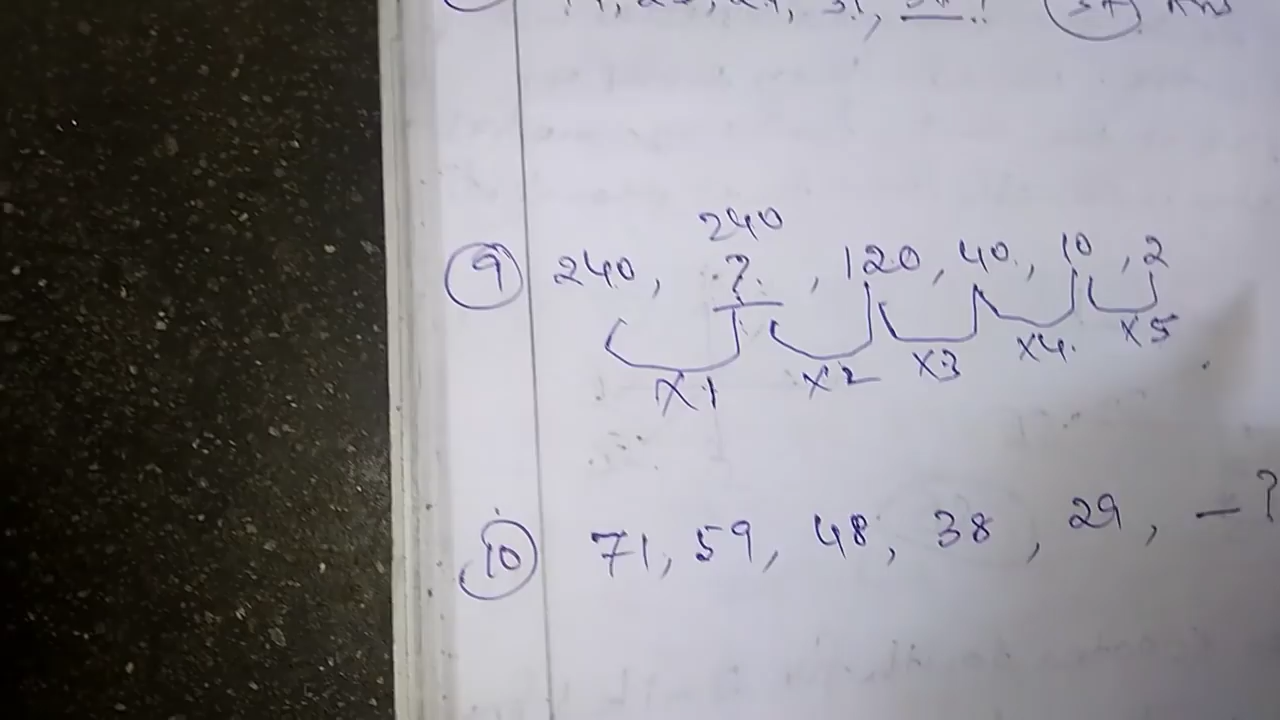 240
9 240, ?, 120, 40, 10, 2
x1 x2 x3 x4 x5
10 71, 59, 48, 38, 29, — ?